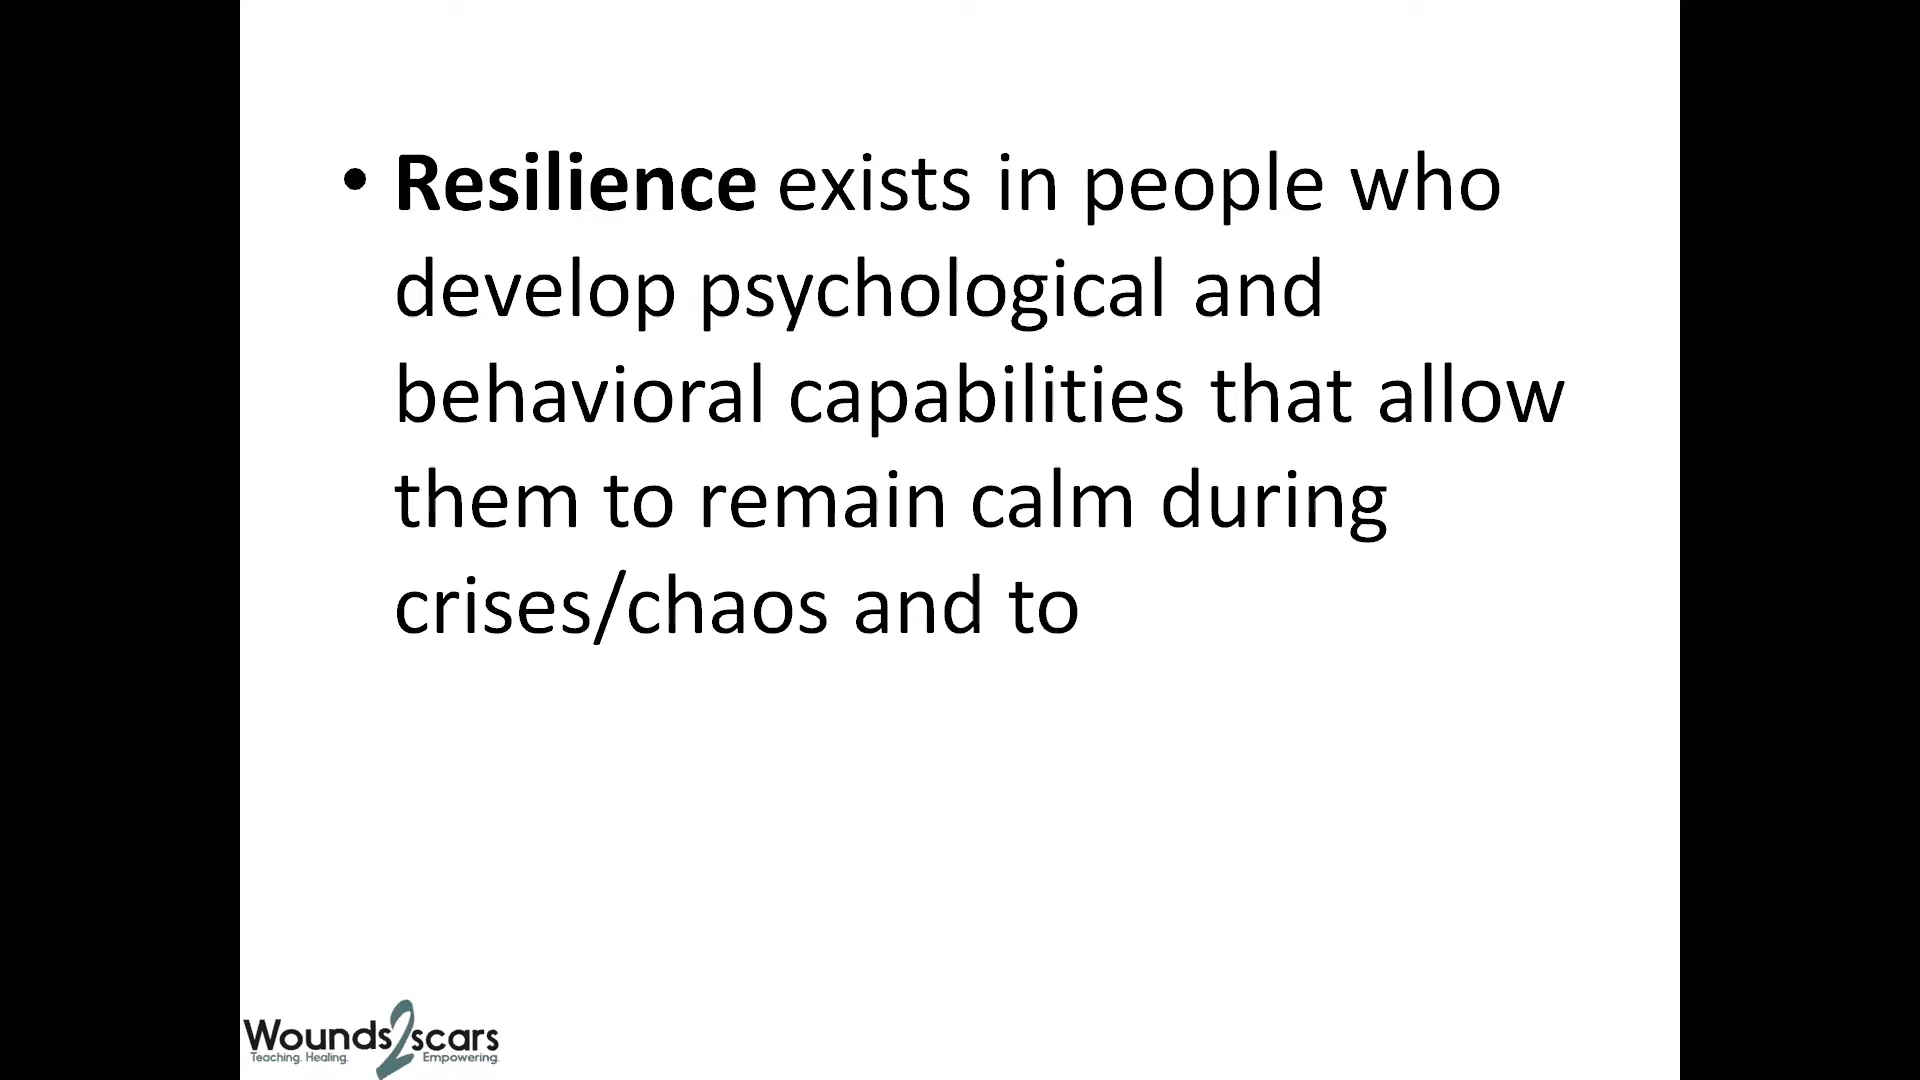 • Resilience exists in people who
develop psychological and
behavioral capabilities that allow
them to remain calm during
crises/chaos and to
Wounds2scars
Teaching. Healing. Empowering.